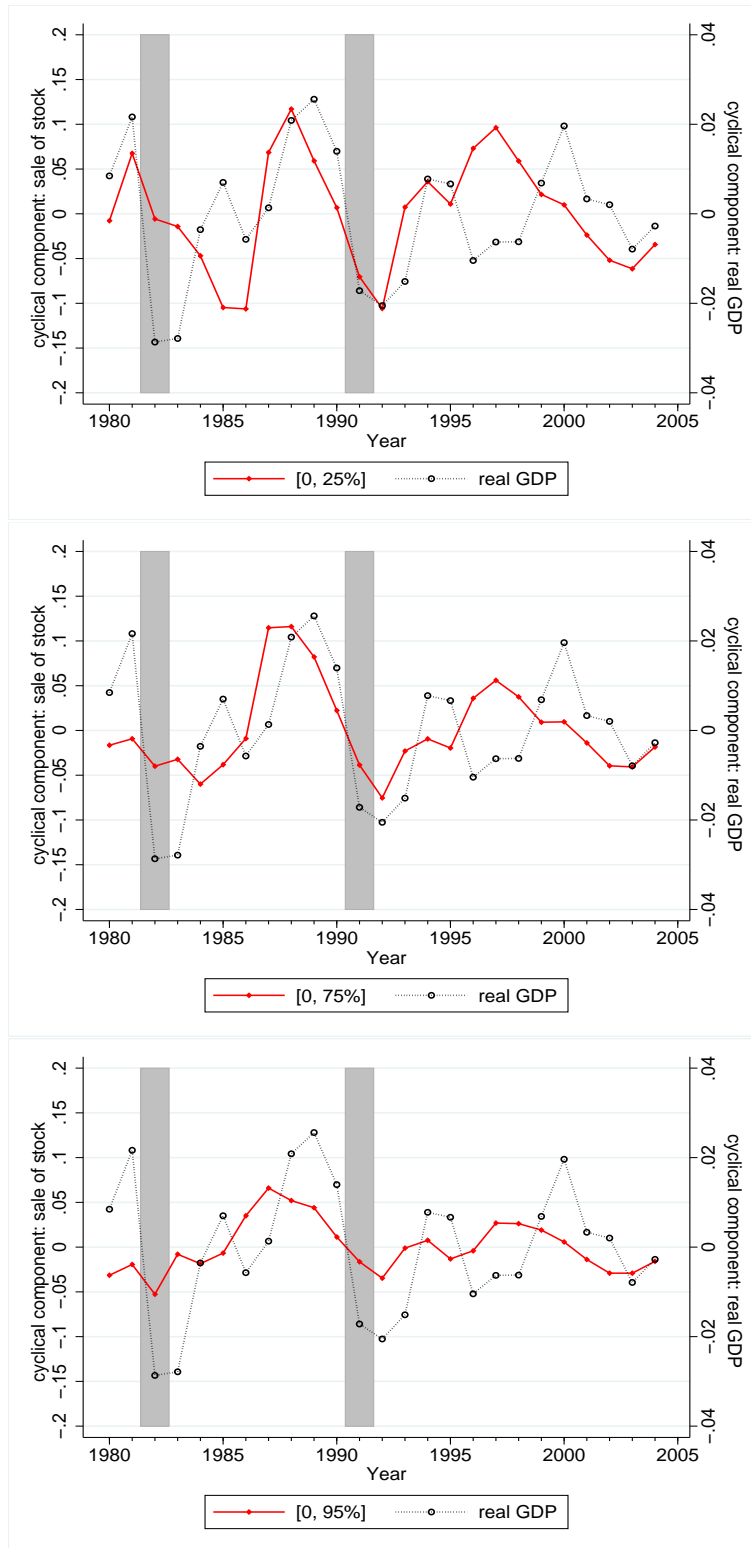 cyclical component: sale of stock
.2
.15
.1
.05
0
-.05
-.1
-.15
-.2
.04
.02
0
-.02
-.04
cyclical component: real GDP
1980 1985 1990 1995 2000 2005
Year
[0, 25%] real GDP
cyclical component: sale of stock
.2
.15
.1
.05
0
-.05
-.1
-.15
-.2
.04
.02
0
-.02
-.04
cyclical component: real GDP
1980 1985 1990 1995 2000 2005
Year
[0, 75%] real GDP
cyclical component: sale of stock
.2
.15
.1
.05
0
-.05
-.1
-.15
-.2
.04
.02
0
-.02
-.04
cyclical component: real GDP
1980 1985 1990 1995 2000 2005
Year
[0, 95%] real GDP